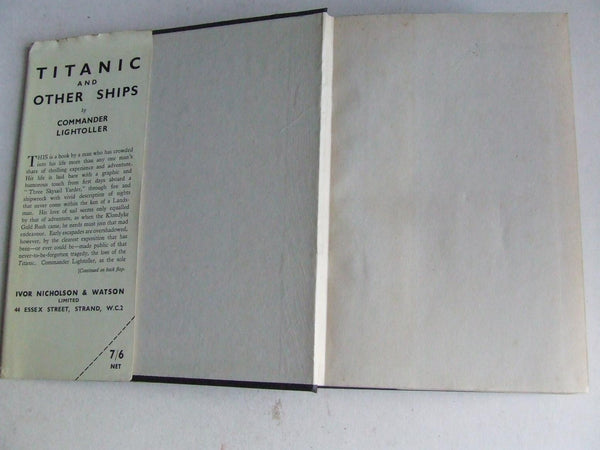 TITANIC
AND
OTHER SHIPS
by
COMMANDER
LIGHTOLLER
THIS is a book by a man who has crowded
into his life more than any one man's
share of thrilling experience and adventure.
His life is laid bare with a graphic and
humorous touch from first days aboard a
"Three Skysail Yarder," through fire and
shipwreck with vivid description of sights
that never come within the ken of a Lands-
man. His love of sail seems only equalled
by that of adventure, as when the Klondyke
Gold Rush came, he needs must join that mad
endeavour. Early escapades are overshadowed,
however, by the clearest exposition that has
been—or ever could be—made public of that
never-to-be-forgotten tragedy, the loss of the
Titanic. Commander Lightoller, as the sole
[Continued on back flap.
IVOR NICHOLSON & WATSON
LIMITED
44 ESSEX STREET, STRAND, W.C.2
7/6
NET